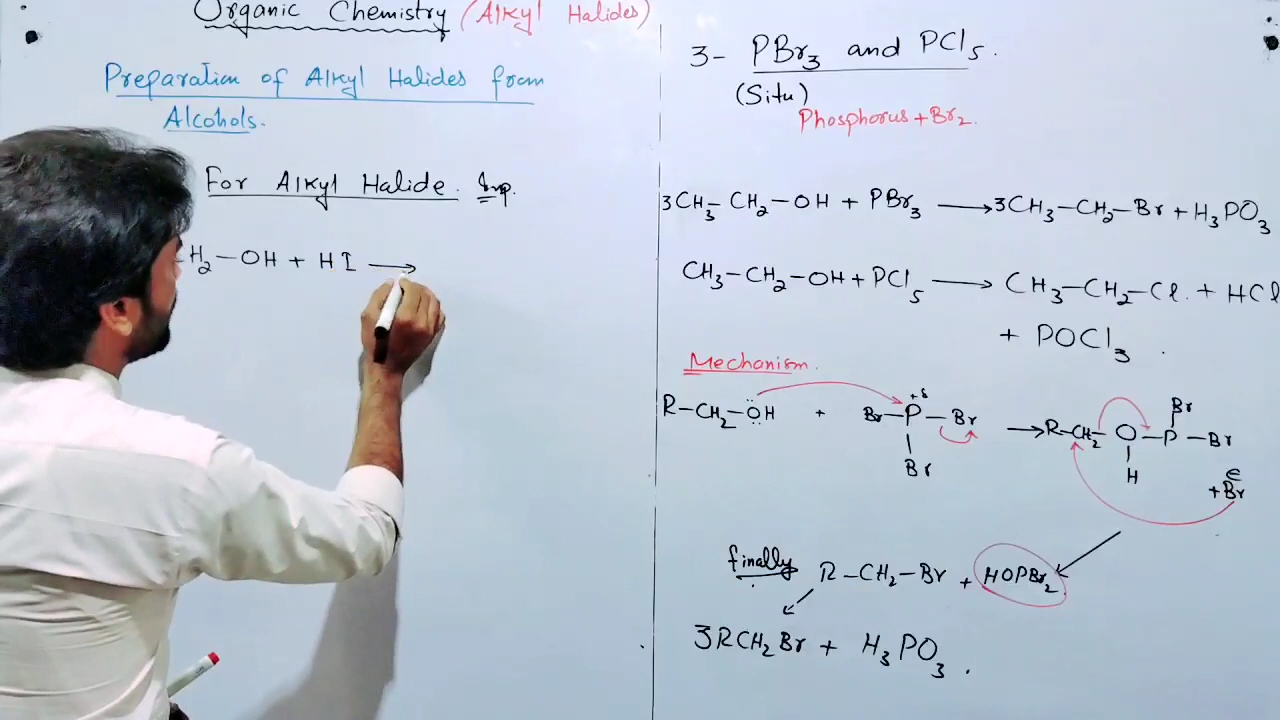 Organic Chemistry (Alkyl Halides)
Preparation of Alkyl Halides from
Alcohols.
For Alkyl Halide. Imp.
H₂-OH + HI ⟶
3- PBr₃ and PCl₅.
(Situ)
Phosphorus + Br₂.
3CH₃-CH₂-OH + PBr₃ ⟶ 3CH₃-CH₂-Br + H₃PO₃
CH₃-CH₂-OH + PCl₅ ⟶ CH₃-CH₂-Cl. + HCl
+ POCl₃.
Mechanism.
R-CH₂-ÖH + Br-P-Br ⟶ R-CH₂-O-P-Br
+δ
Br
Br
H
+Br
finally R-CH₂-Br + HOPBr₂
3RCH₂Br + H₃PO₃.